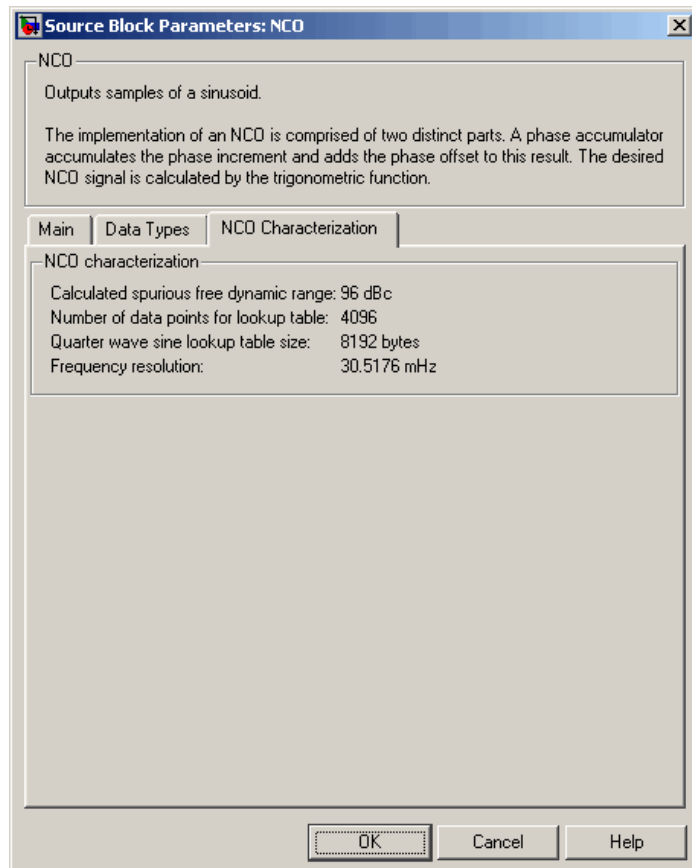 Source Block Parameters: NCO
NCO
Outputs samples of a sinusoid.
The implementation of an NCO is comprised of two distinct parts. A phase accumulator
accumulates the phase increment and adds the phase offset to this result. The desired
NCO signal is calculated by the trigonometric function.
Main Data Types NCO Characterization
NCO characterization
Calculated spurious free dynamic range: 96 dBc
Number of data points for lookup table: 4096
Quarter wave sine lookup table size: 8192 bytes
Frequency resolution: 30.5176 mHz
OK Cancel Help